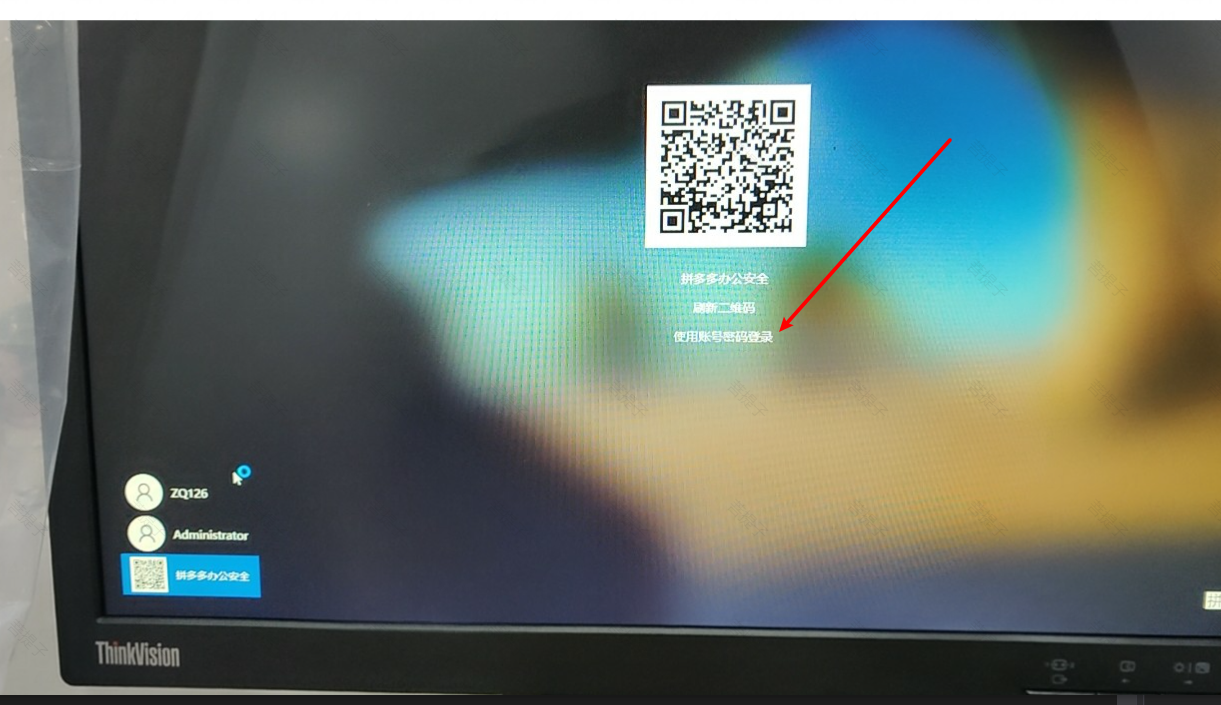 拼多多办公安全
刷新二维码
使用账号密码登录
ZQ126
Administrator
拼多多办公安全
拼
ThinkVision